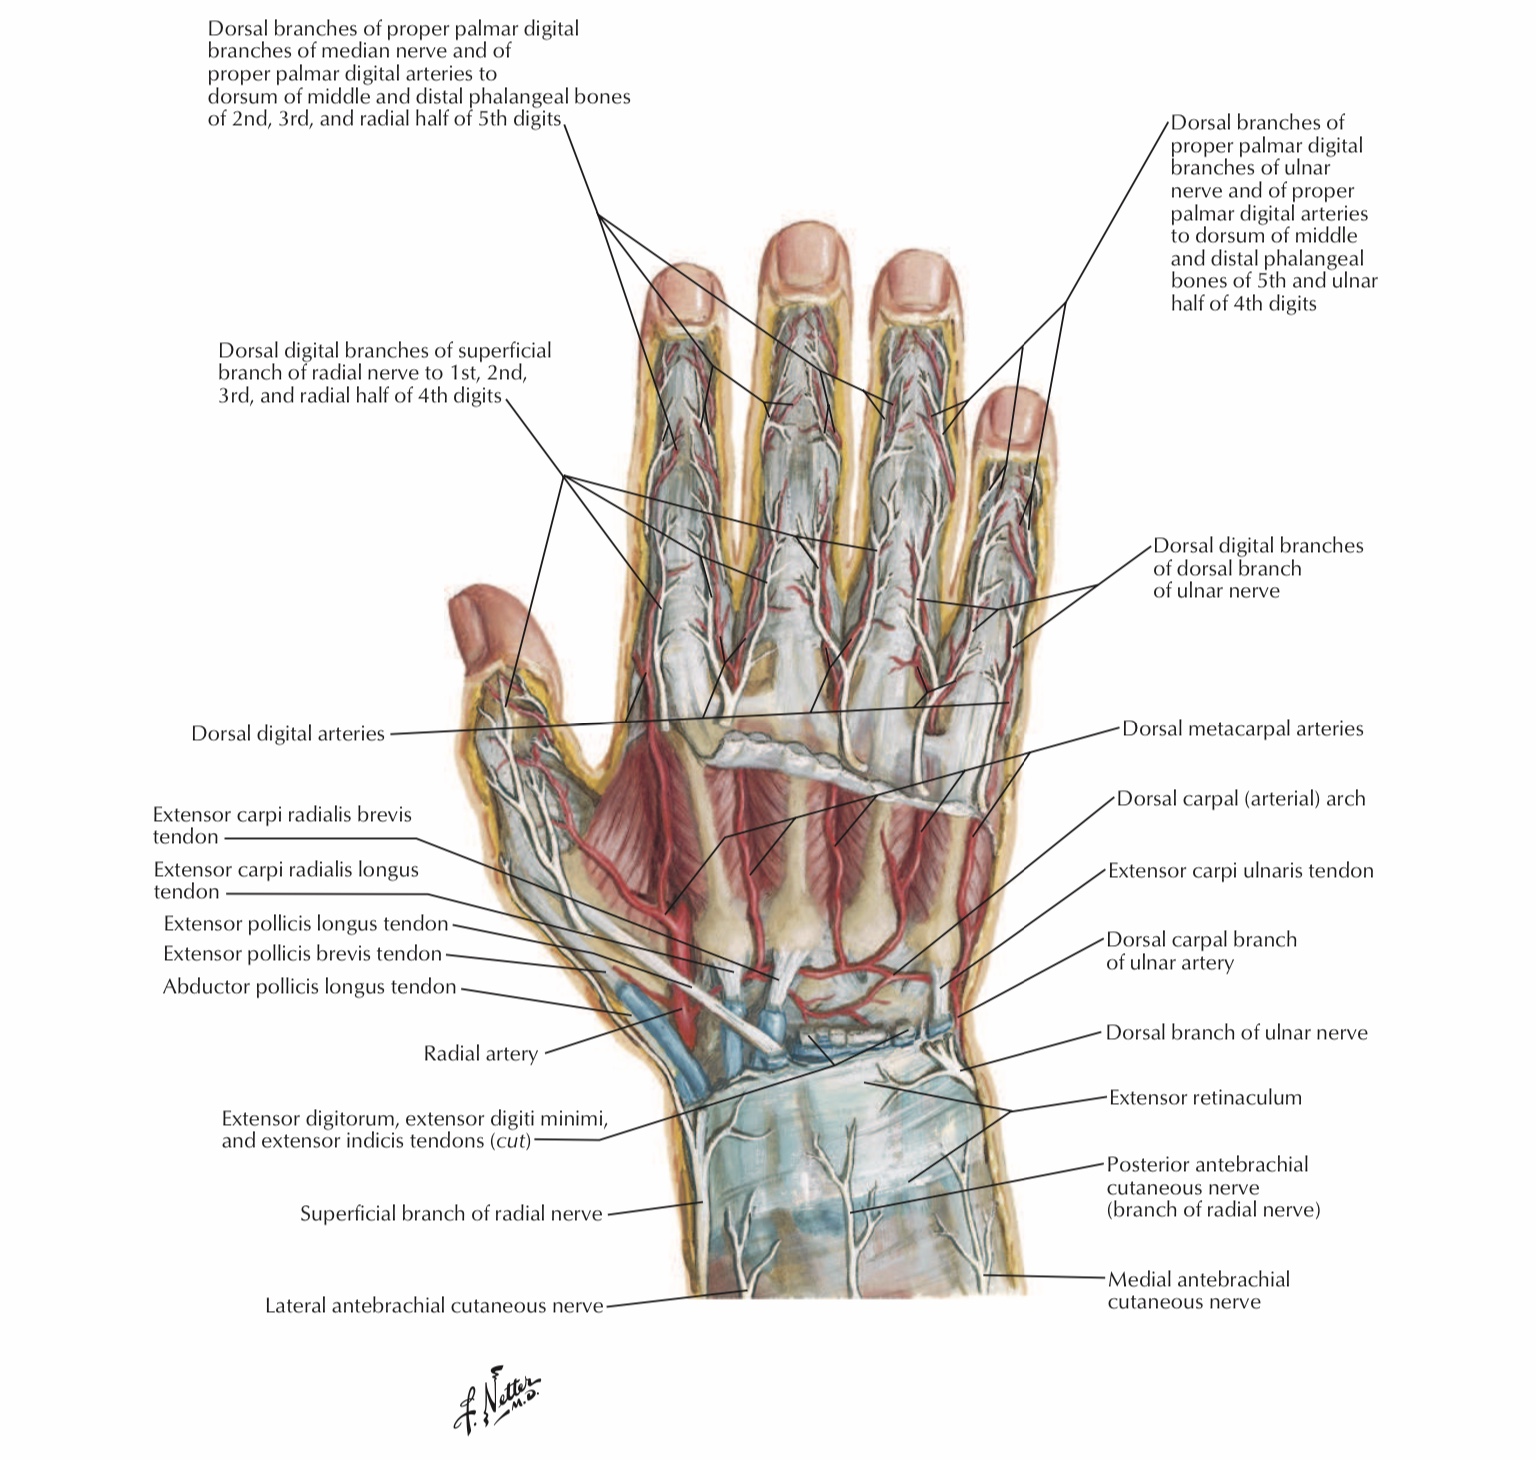 Dorsal branches of proper palmar digital
branches of median nerve and of
proper palmar digital arteries to
dorsum of middle and distal phalangeal bones
of 2nd, 3rd, and radial half of 5th digits
Dorsal branches of
proper palmar digital
branches of ulnar
nerve and of proper
palmar digital arteries
to dorsum of middle
and distal phalangeal
bones of 5th and ulnar
half of 4th digits
Dorsal digital branches of superficial
branch of radial nerve to 1st, 2nd,
3rd, and radial half of 4th digits
Dorsal digital branches
of dorsal branch
of ulnar nerve
Dorsal digital arteries
Dorsal metacarpal arteries
Dorsal carpal (arterial) arch
Extensor carpi radialis brevis
tendon
Extensor carpi radialis longus
tendon
Extensor carpi ulnaris tendon
Extensor pollicis longus tendon
Extensor pollicis brevis tendon
Abductor pollicis longus tendon
Dorsal carpal branch
of ulnar artery
Radial artery
Dorsal branch of ulnar nerve
Extensor retinaculum
Extensor digitorum, extensor digiti minimi,
and extensor indicis tendons (cut)
Posterior antebrachial
cutaneous nerve
(branch of radial nerve)
Superficial branch of radial nerve
Medial antebrachial
cutaneous nerve
Lateral antebrachial cutaneous nerve
F. Netter
M.D.